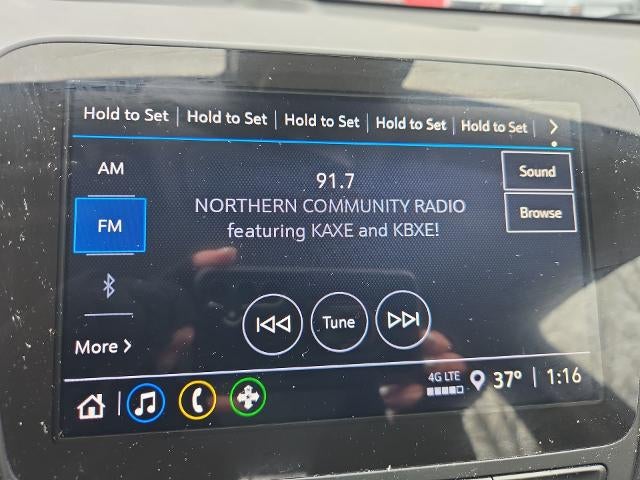 Hold to Set Hold to Set Hold to Set Hold to Set Hold to Set >
AM
91.7
Sound
NORTHERN COMMUNITY RADIO
Browse
FM
featuring KAXE and KBXE!
Tune
More >
4G LTE
37° 1:16